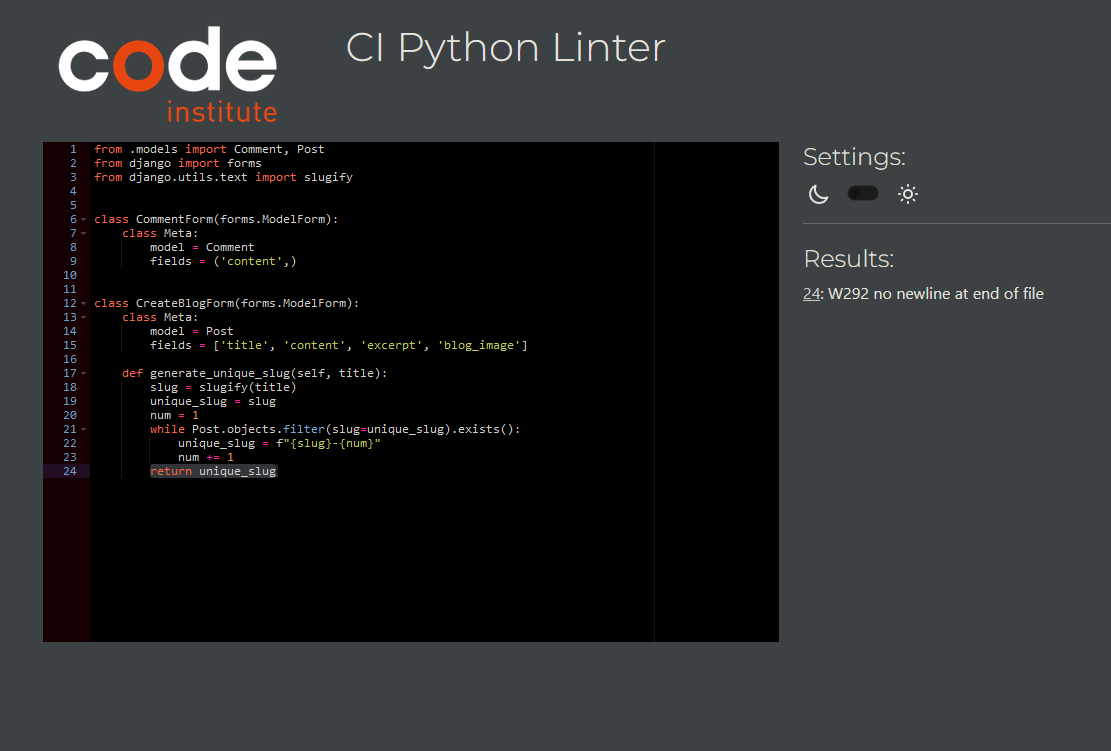 code
institute
CI Python Linter
1 from .models import Comment, Post
2 from django import forms
3 from django.utils.text import slugify
4
5
6 class CommentForm(forms.ModelForm):
7     class Meta:
8         model = Comment
9         fields = ('content',)
10
11
12 class CreateBlogForm(forms.ModelForm):
13     class Meta:
14         model = Post
15         fields = ['title', 'content', 'excerpt', 'blog_image']
16
17     def generate_unique_slug(self, title):
18         slug = slugify(title)
19         unique_slug = slug
20         num = 1
21         while Post.objects.filter(slug=unique_slug).exists():
22             unique_slug = f"{slug}-{num}"
23             num += 1
24         return unique_slug
Settings:
Results:
24: W292 no newline at end of file